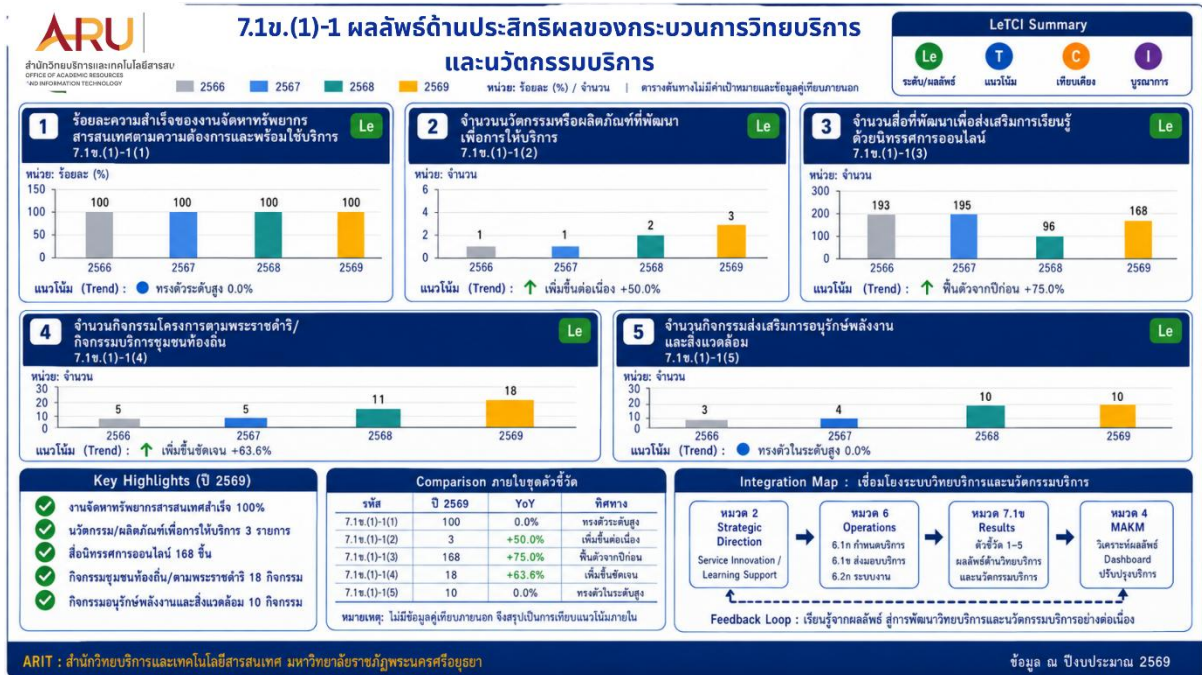 ARU
สำนักวิทยบริการและเทคโนโลยีสารสน
OFFICE OF ACADEMIC RESOURCES
AND INFORMATION TECHNOLOGY
7.1ข.(1)-1 ผลลัพธ์ด้านประสิทธิผลของกระบวนการวิทยบริการ
และนวัตกรรมบริการ
2566 2567 2568 2569 หน่วย: ร้อยละ (%) / จำนวน | ตารางต้นทางไม่มีค่าเป้าหมายและข้อมูลคู่เทียบภายนอก
LeTCI Summary
Le T C I
ระดับ/ผลลัพธ์ แนวโน้ม เทียบเคียง บูรณาการ
1 ร้อยละความสำเร็จของงานจัดหาทรัพยากร
สารสนเทศตามความต้องการและพร้อมใช้บริการ
7.1ข.(1)-1(1)
Le
หน่วย: ร้อยละ (%)
150
100
50
0
100 100 100 100
2566 2567 2568 2569
แนวโน้ม (Trend) : ทรงตัวระดับสูง 0.0%
2 จำนวนนวัตกรรมหรือผลิตภัณฑ์ที่พัฒนา
เพื่อการให้บริการ
7.1ข.(1)-1(2)
Le
หน่วย: จำนวน
6
4
2
0
1 1 2 3
2566 2567 2568 2569
แนวโน้ม (Trend) : ↑ เพิ่มขึ้นต่อเนื่อง +50.0%
3 จำนวนสื่อที่พัฒนาเพื่อส่งเสริมการเรียนรู้
ด้วยนิทรรศการออนไลน์
7.1ข.(1)-1(3)
Le
หน่วย: จำนวน
300
200
100
0
193 195 96 168
2566 2567 2568 2569
แนวโน้ม (Trend) : ↑ ฟื้นตัวจากปีก่อน +75.0%
4 จำนวนกิจกรรมโครงการตามพระราชดำริ/
กิจกรรมบริการชุมชนท้องถิ่น
7.1ข.(1)-1(4)
Le
หน่วย: จำนวน
30
20
10
0
5 5 11 18
2566 2567 2568 2569
แนวโน้ม (Trend) : ↑ เพิ่มขึ้นชัดเจน +63.6%
5 จำนวนกิจกรรมส่งเสริมการอนุรักษ์พลังงาน
และสิ่งแวดล้อม
7.1ข.(1)-1(5)
Le
หน่วย: จำนวน
30
20
10
0
3 4 10 10
2566 2567 2568 2569
แนวโน้ม (Trend) : ทรงตัวในระดับสูง 0.0%
Key Highlights (ปี 2569)
งานจัดหาทรัพยากรสารสนเทศสำเร็จ 100%
นวัตกรรม/ผลิตภัณฑ์เพื่อการให้บริการ 3 รายการ
สื่อนิทรรศการออนไลน์ 168 ชิ้น
กิจกรรมชุมชนท้องถิ่น/ตามพระราชดำริ 18 กิจกรรม
กิจกรรมอนุรักษ์พลังงานและสิ่งแวดล้อม 10 กิจกรรม
Comparison ภายในชุดตัวชี้วัด
รหัส ปี 2569 YoY ทิศทาง
7.1ข.(1)-1(1) 100 0.0% ทรงตัวระดับสูง
7.1ข.(1)-1(2) 3 +50.0% เพิ่มขึ้นต่อเนื่อง
7.1ข.(1)-1(3) 168 +75.0% ฟื้นตัวจากปีก่อน
7.1ข.(1)-1(4) 18 +63.6% เพิ่มขึ้นชัดเจน
7.1ข.(1)-1(5) 10 0.0% ทรงตัวในระดับสูง
หมายเหตุ: ไม่มีข้อมูลคู่เทียบภายนอก จึงสรุปเป็นการเทียบแนวโน้มภายใน
Integration Map : เชื่อมโยงระบบวิทยบริการและนวัตกรรมบริการ
หมวด 2
Strategic
Direction
Service Innovation /
Learning Support
หมวด 6
Operations
6.1ก กำหนดบริการ
6.1ข ส่งมอบบริการ
6.2ก ระบบงาน
หมวด 7.1ข
Results
ตัวชี้วัด 1-5
ผลลัพธ์ด้านวิทยบริการ
และนวัตกรรมบริการ
หมวด 4
MAKM
วิเคราะห์ผลลัพธ์
Dashboard
ปรับปรุงบริการ
Feedback Loop : เรียนรู้จากผลลัพธ์ สู่การพัฒนาวิทยบริการและนวัตกรรมบริการอย่างต่อเนื่อง
ARIT : สำนักวิทยบริการและเทคโนโลยีสารสนเทศ มหาวิทยาลัยราชภัฏพระนครศรีอยุธยา
ข้อมูล ณ ปีงบประมาณ 2569